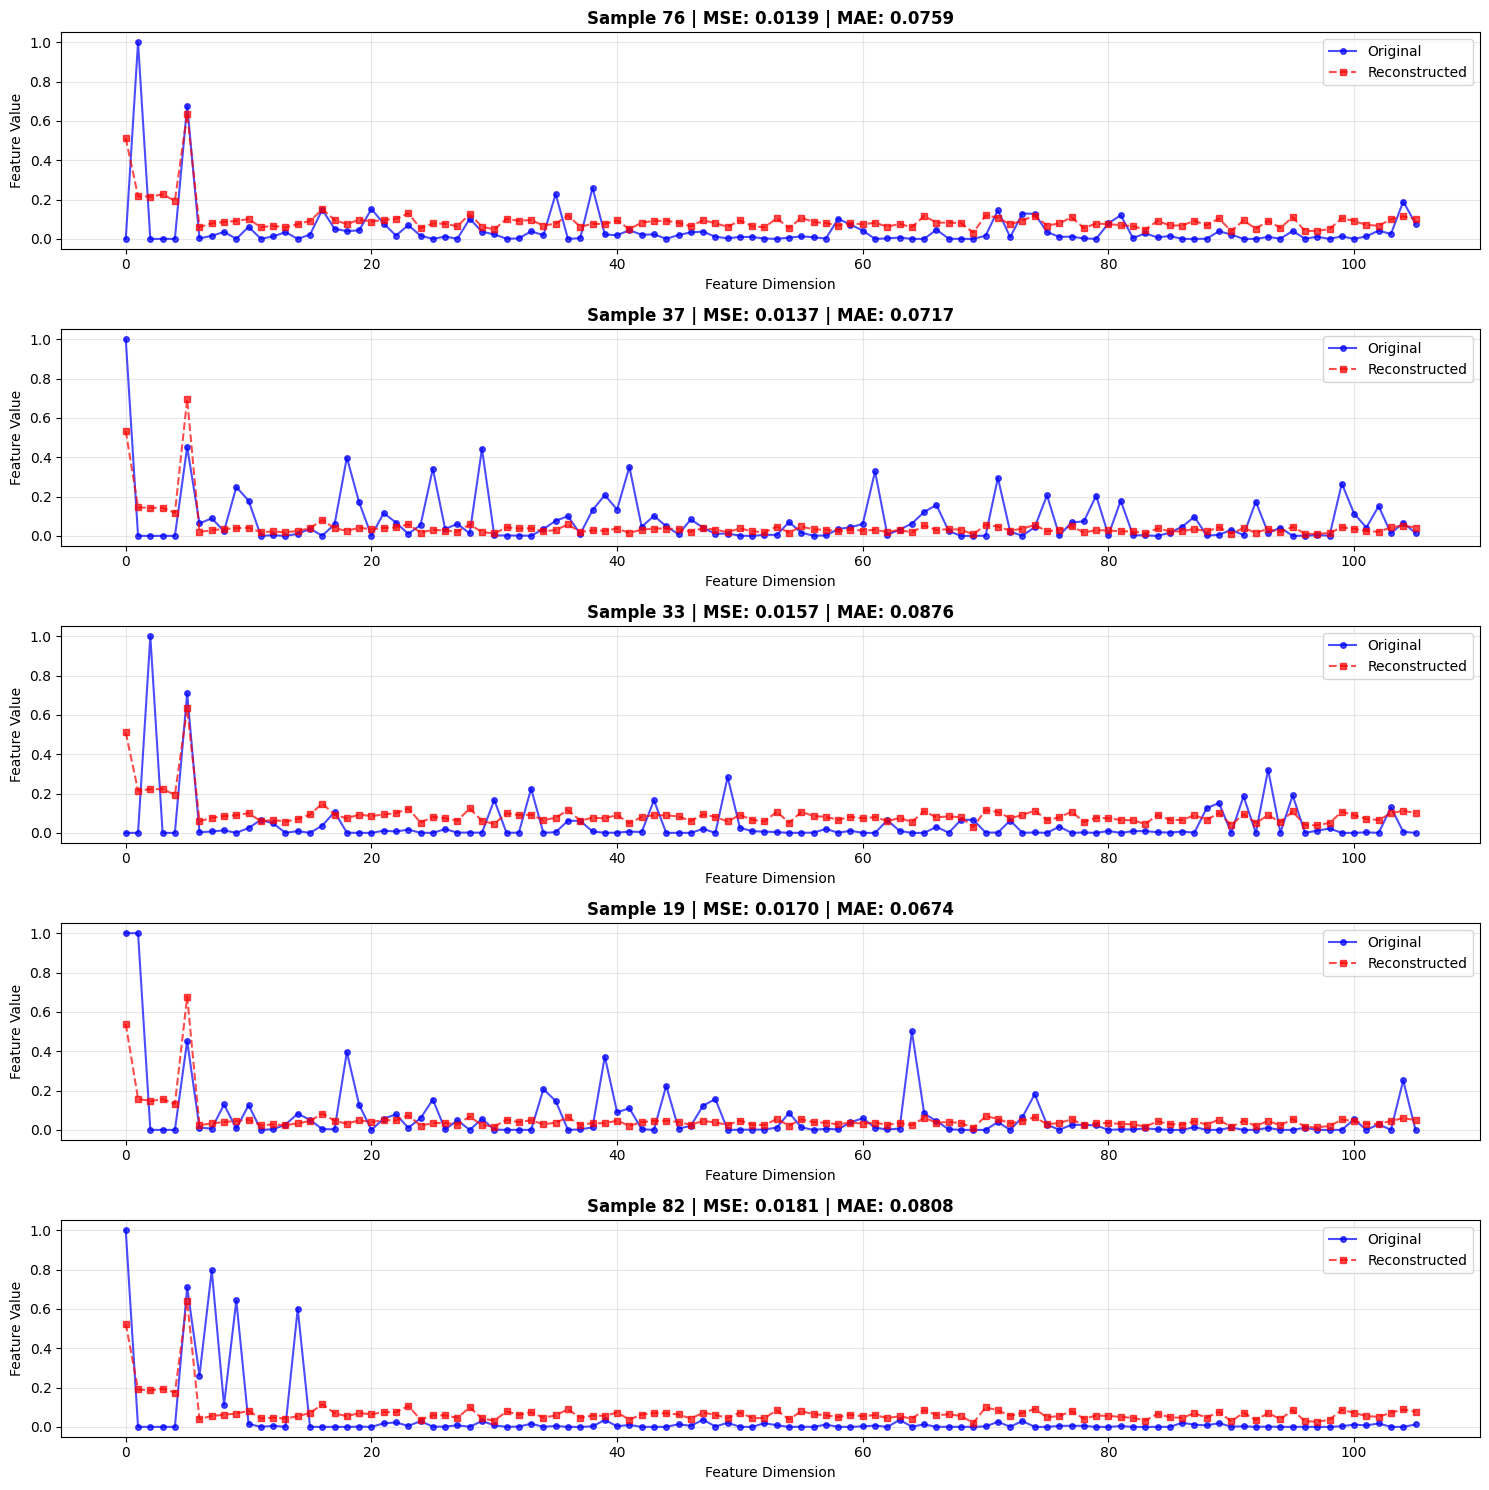 Sample 76 | MSE: 0.0139 | MAE: 0.0759
1.0
0.8
0.6
0.4
0.2
0.0
Feature Value
Original
Reconstructed
0 20 40 60 80 100
Feature Dimension
Sample 37 | MSE: 0.0137 | MAE: 0.0717
1.0
0.8
0.6
0.4
0.2
0.0
Feature Value
Original
Reconstructed
0 20 40 60 80 100
Feature Dimension
Sample 33 | MSE: 0.0157 | MAE: 0.0876
1.0
0.8
0.6
0.4
0.2
0.0
Feature Value
Original
Reconstructed
0 20 40 60 80 100
Feature Dimension
Sample 19 | MSE: 0.0170 | MAE: 0.0674
1.0
0.8
0.6
0.4
0.2
0.0
Feature Value
Original
Reconstructed
0 20 40 60 80 100
Feature Dimension
Sample 82 | MSE: 0.0181 | MAE: 0.0808
1.0
0.8
0.6
0.4
0.2
0.0
Feature Value
Original
Reconstructed
0 20 40 60 80 100
Feature Dimension